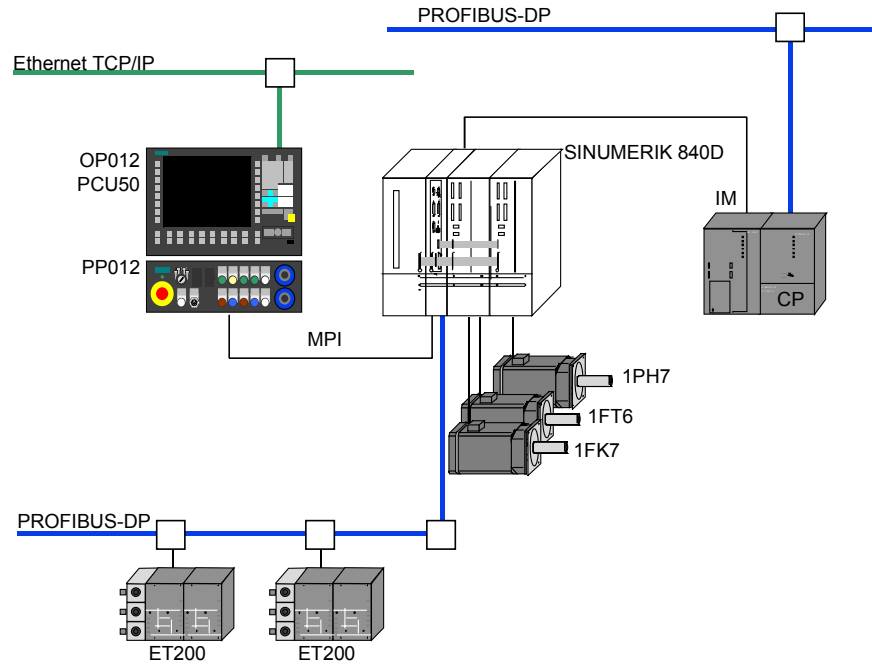 PROFIBUS-DP
Ethernet TCP/IP
OP012
PCU50
SINUMERIK 840D
IM
PP012
CP
MPI
1PH7
1FT6
1FK7
PROFIBUS-DP
ET200
ET200